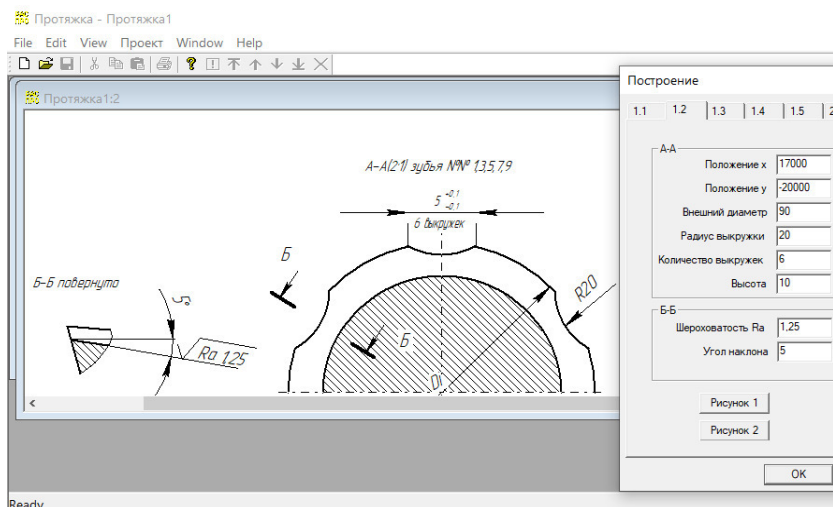 Протяжка - Протяжка1
File Edit View Проект Window Help
Протяжка1:2
А-А(2:1) зубья №№ 1,3,5,7,9
5 +0,1 -0,1
6 выкружек
Б
Б-Б повернуто
5°
Ra 1,25
Б
R20
Построение
1.1 1.2 1.3 1.4 1.5 2
А-А
Положение x 17000
Положение y -20000
Внешний диаметр 90
Радиус выкружки 20
Количество выкружек 6
Высота 10
Б-Б
Шероховатость Ra 1,25
Угол наклона 5
Рисунок 1
Рисунок 2
OK
Ready